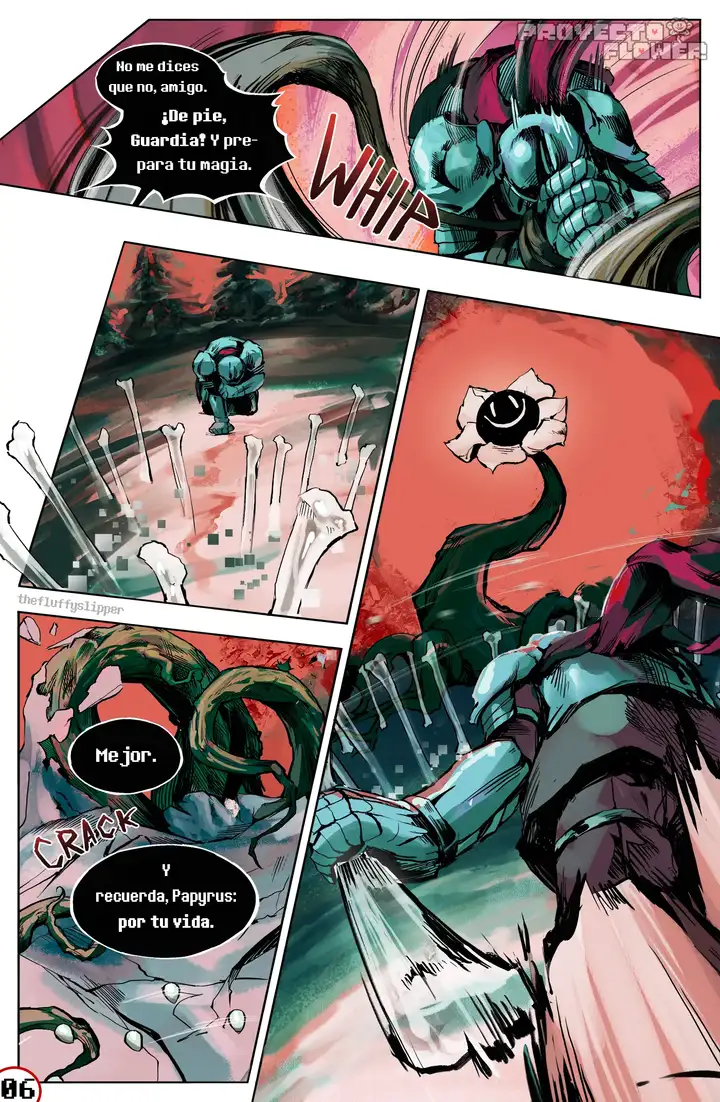 PROYECTO
FLOWER!
No me dices
que no, amigo.
¡De pie,
Guardia! Y pre-
para tu magia.
WHIP
thefluffyslipper
Mejor.
CRACK
Y
recuerda, Papyrus:
por tu vida.
06